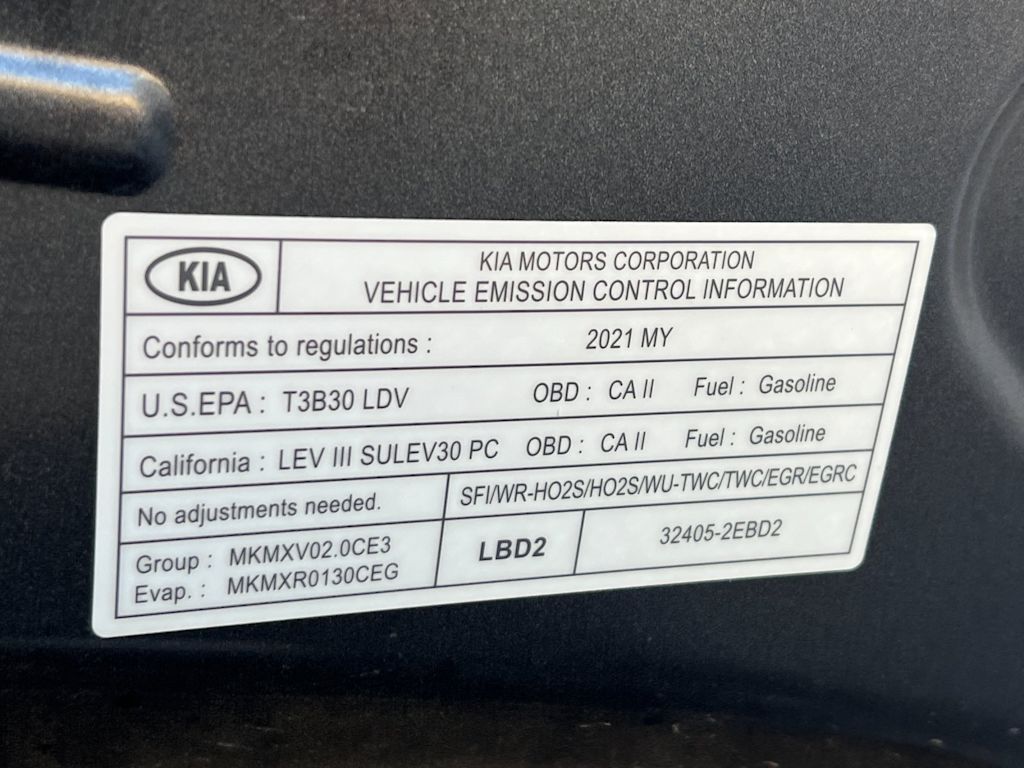 KIA
KIA MOTORS CORPORATION
VEHICLE EMISSION CONTROL INFORMATION
Conforms to regulations : 2021 MY
U.S.EPA : T3B30 LDV OBD : CA II Fuel : Gasoline
California : LEV III SULEV30 PC OBD : CA II Fuel : Gasoline
No adjustments needed. SFI/WR-HO2S/HO2S/WU-TWC/TWC/EGR/EGRC
Group : MKMXV02.0CE3
Evap. : MKMXR0130CEG
LBD2
32405-2EBD2